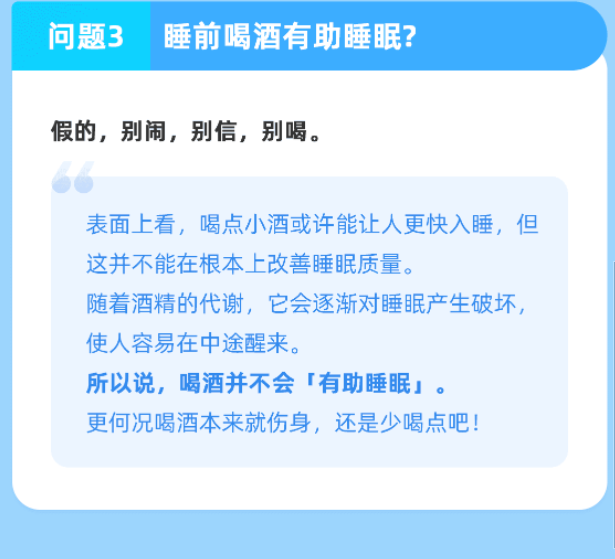 问题3 睡前喝酒有助睡眠?
假的，别闹，别信，别喝。
表面上看，喝点小酒或许能让人更快入睡，但
这并不能在根本上改善睡眠质量。
随着酒精的代谢，它会逐渐对睡眠产生破坏，
使人容易在中途醒来。
所以说，喝酒并不会「有助睡眠」。
更何况喝酒本来就伤身，还是少喝点吧！